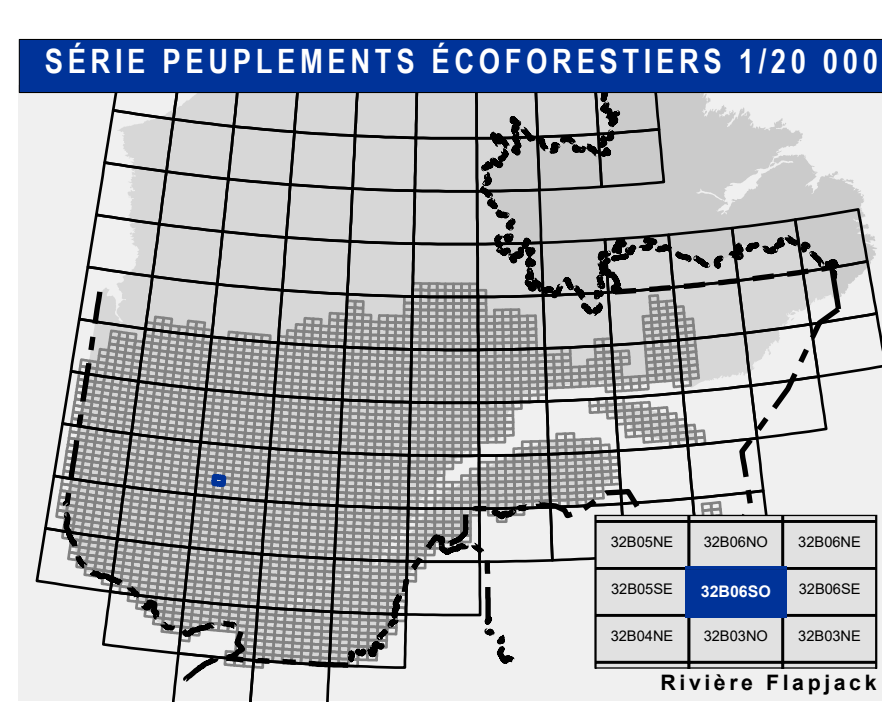 SÉRIE PEUPLEMENTS ÉCOFORESTIERS 1/20 000
32B05NE 32B06NO 32B06NE
32B05SE 32B06SO 32B06SE
32B04NE 32B03NO 32B03NE
Rivière Flapjack